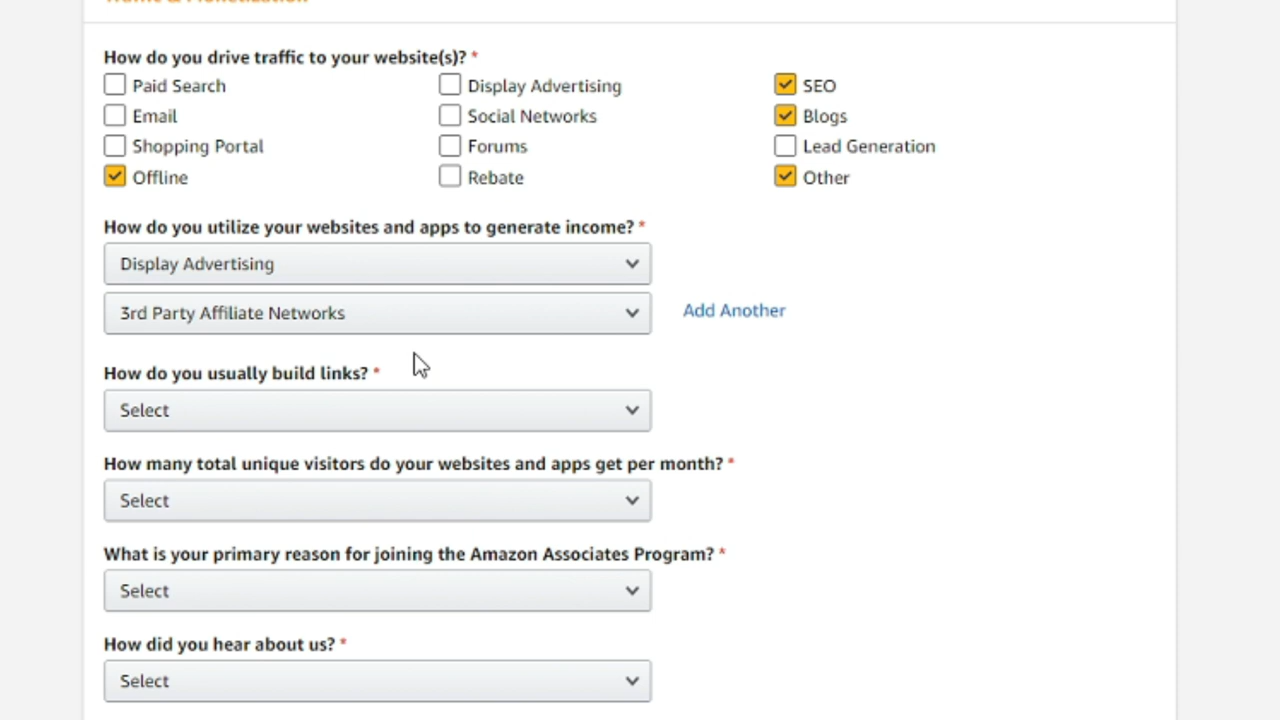 Traffic & Monetization
How do you drive traffic to your website(s)? *
Paid Search
Display Advertising
SEO
Email
Social Networks
Blogs
Shopping Portal
Forums
Lead Generation
Offline
Rebate
Other
How do you utilize your websites and apps to generate income? *
Display Advertising
3rd Party Affiliate Networks
Add Another
How do you usually build links? *
Select
How many total unique visitors do your websites and apps get per month? *
Select
What is your primary reason for joining the Amazon Associates Program? *
Select
How did you hear about us? *
Select